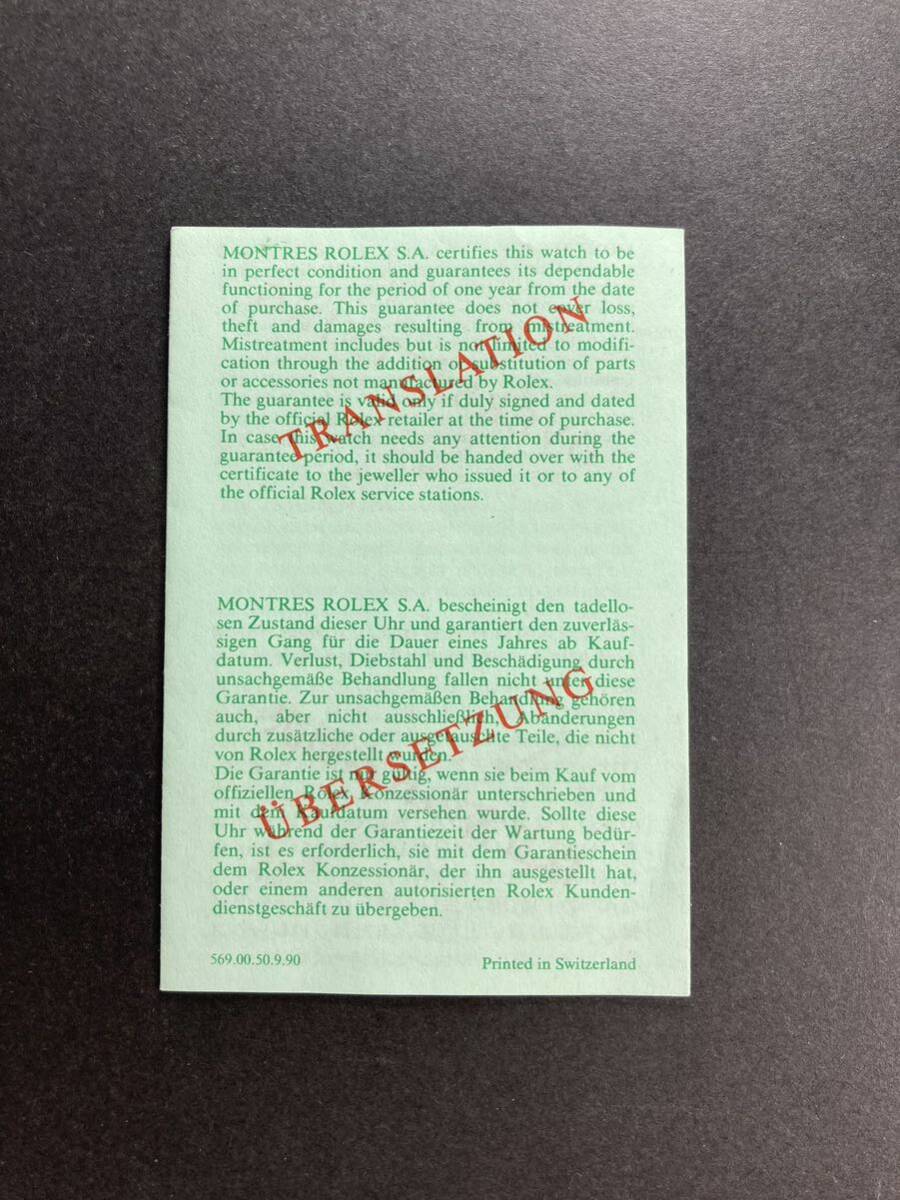 MONTRES ROLEX S.A. certifies this watch to be
in perfect condition and guarantees its dependable
functioning for the period of one year from the date
of purchase. This guarantee does not cover loss,
theft and damages resulting from mistreatment.
Mistreatment includes but is not limited to modifi-
cation through the addition or substitution of parts
or accessories not manufactured by Rolex.
The guarantee is valid only if duly signed and dated
by the official Rolex retailer at the time of purchase.
In case this watch needs any attention during the
guarantee period, it should be handed over with the
certificate to the jeweller who issued it or to any of
the official Rolex service stations.
TRANSLATION
MONTRES ROLEX S.A. bescheinigt den tadello-
sen Zustand dieser Uhr und garantiert den zuverläs-
sigen Gang für die Dauer eines Jahres ab Kauf-
datum. Verlust, Diebstahl und Beschädigung durch
unsachgemäße Behandlung fallen nicht unter diese
Garantie. Zur unsachgemäßen Behandlung gehören
auch, aber nicht ausschließlich, Abänderungen
durch zusätzliche oder ausgetauschte Teile, die nicht
von Rolex hergestellt wurden.
Die Garantie ist nur gültig, wenn sie beim Kauf vom
offiziellen Rolex Konzessionär unterschrieben und
mit dem Kaufdatum versehen wurde. Sollte diese
Uhr während der Garantiezeit der Wartung bedür-
fen, ist es erforderlich, sie mit dem Garantieschein
dem Rolex Konzessionär, der ihn ausgestellt hat,
oder einem anderen autorisierten Rolex Kunden-
dienstgeschäft zu übergeben.
ÜBERSETZUNG
569.00.50.9.90
Printed in Switzerland